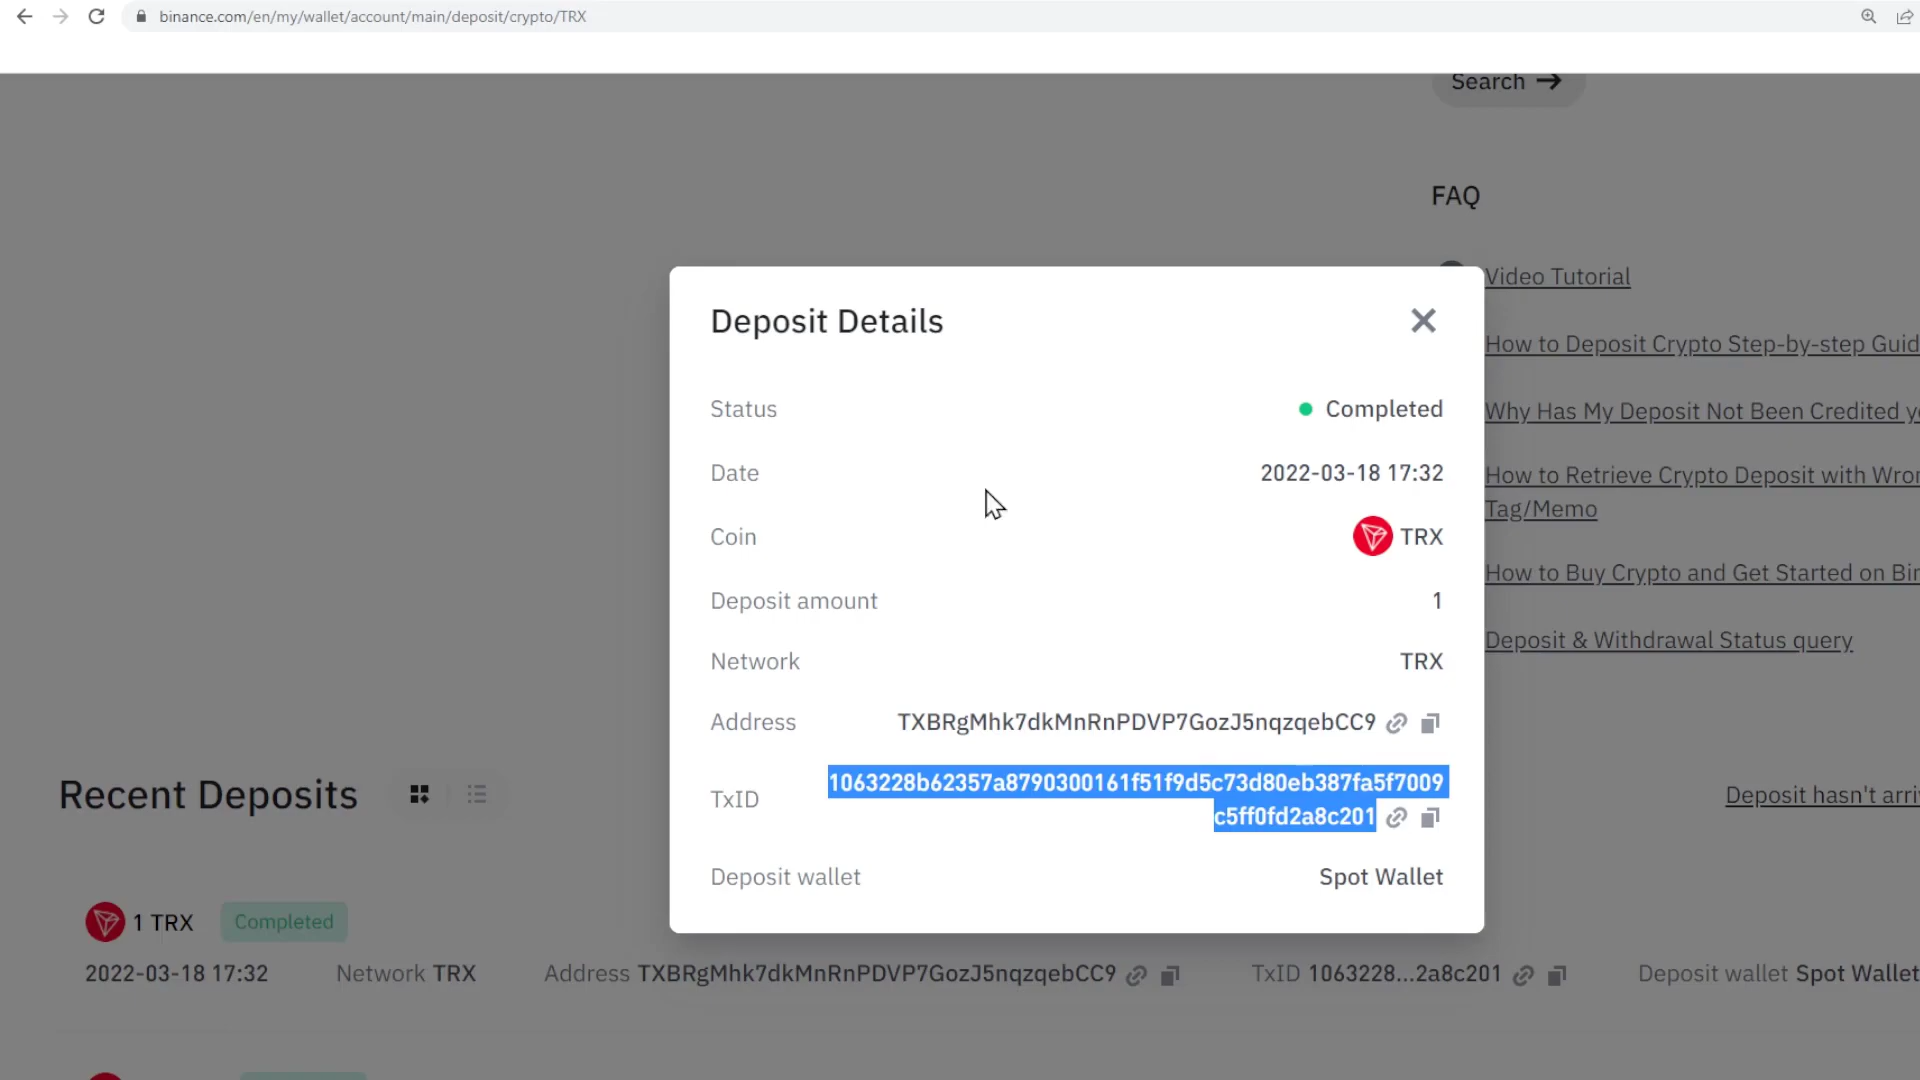 binance.com/en/my/wallet/account/main/deposit/crypto/TRX
Search
FAQ
Video Tutorial
How to Deposit Crypto Step-by-step Guid
Why Has My Deposit Not Been Credited y
How to Retrieve Crypto Deposit with Wron
Tag/Memo
How to Buy Crypto and Get Started on Bin
Deposit & Withdrawal Status query
Deposit Details
Status Completed
Date 2022-03-18 17:32
Coin TRX
Deposit amount 1
Network TRX
Address TXBRgMhk7dkMnRnPDVP7GozJ5nqzqebCC9
TxID 1063228b62357a8790300161f51f9d5c73d80eb387fa5f7009
c5ff0fd2a8c201
Deposit wallet Spot Wallet
Recent Deposits
Deposit hasn't arri
1 TRX Completed
2022-03-18 17:32 Network TRX Address TXBRgMhk7dkMnRnPDVP7GozJ5nqzqebCC9 TxID 1063228...2a8c201 Deposit wallet Spot Wallet